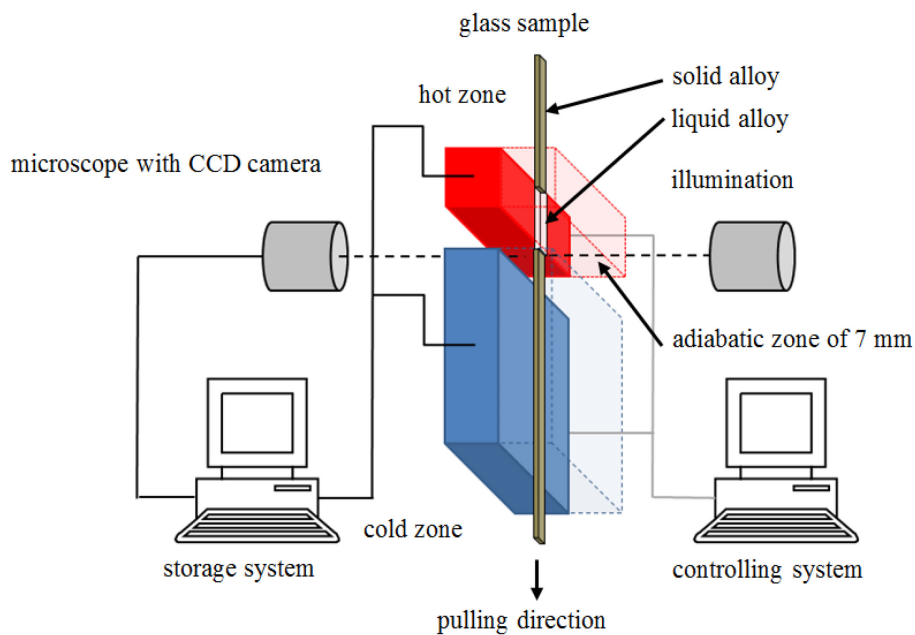 glass sample
solid alloy
hot zone
liquid alloy
microscope with CCD camera
illumination
adiabatic zone of 7 mm
cold zone
storage system
controlling system
pulling direction